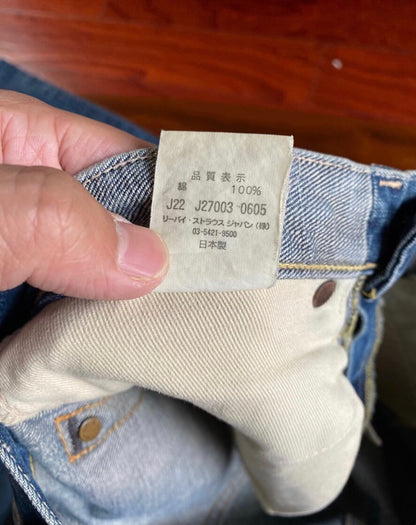 品質表示
綿 100%
J22 J27003 0605
リーバイ・ストラウス ジャパン(株)
03-5421-9500
日本製